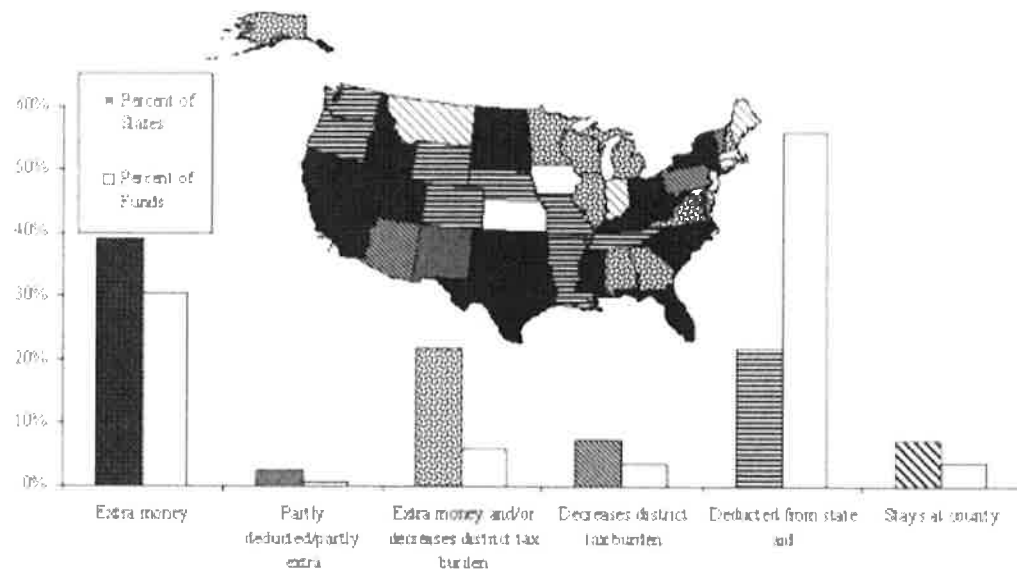 60%
50%
40%
30%
20%
10%
0%
Percent of
States
Percent of
Funds
Extra money
Partly
deducted/partly
extra
Extra money and/or
decreases district tax
burden
Decreases district
tax burden
Deducted from state
aid
Stays at county